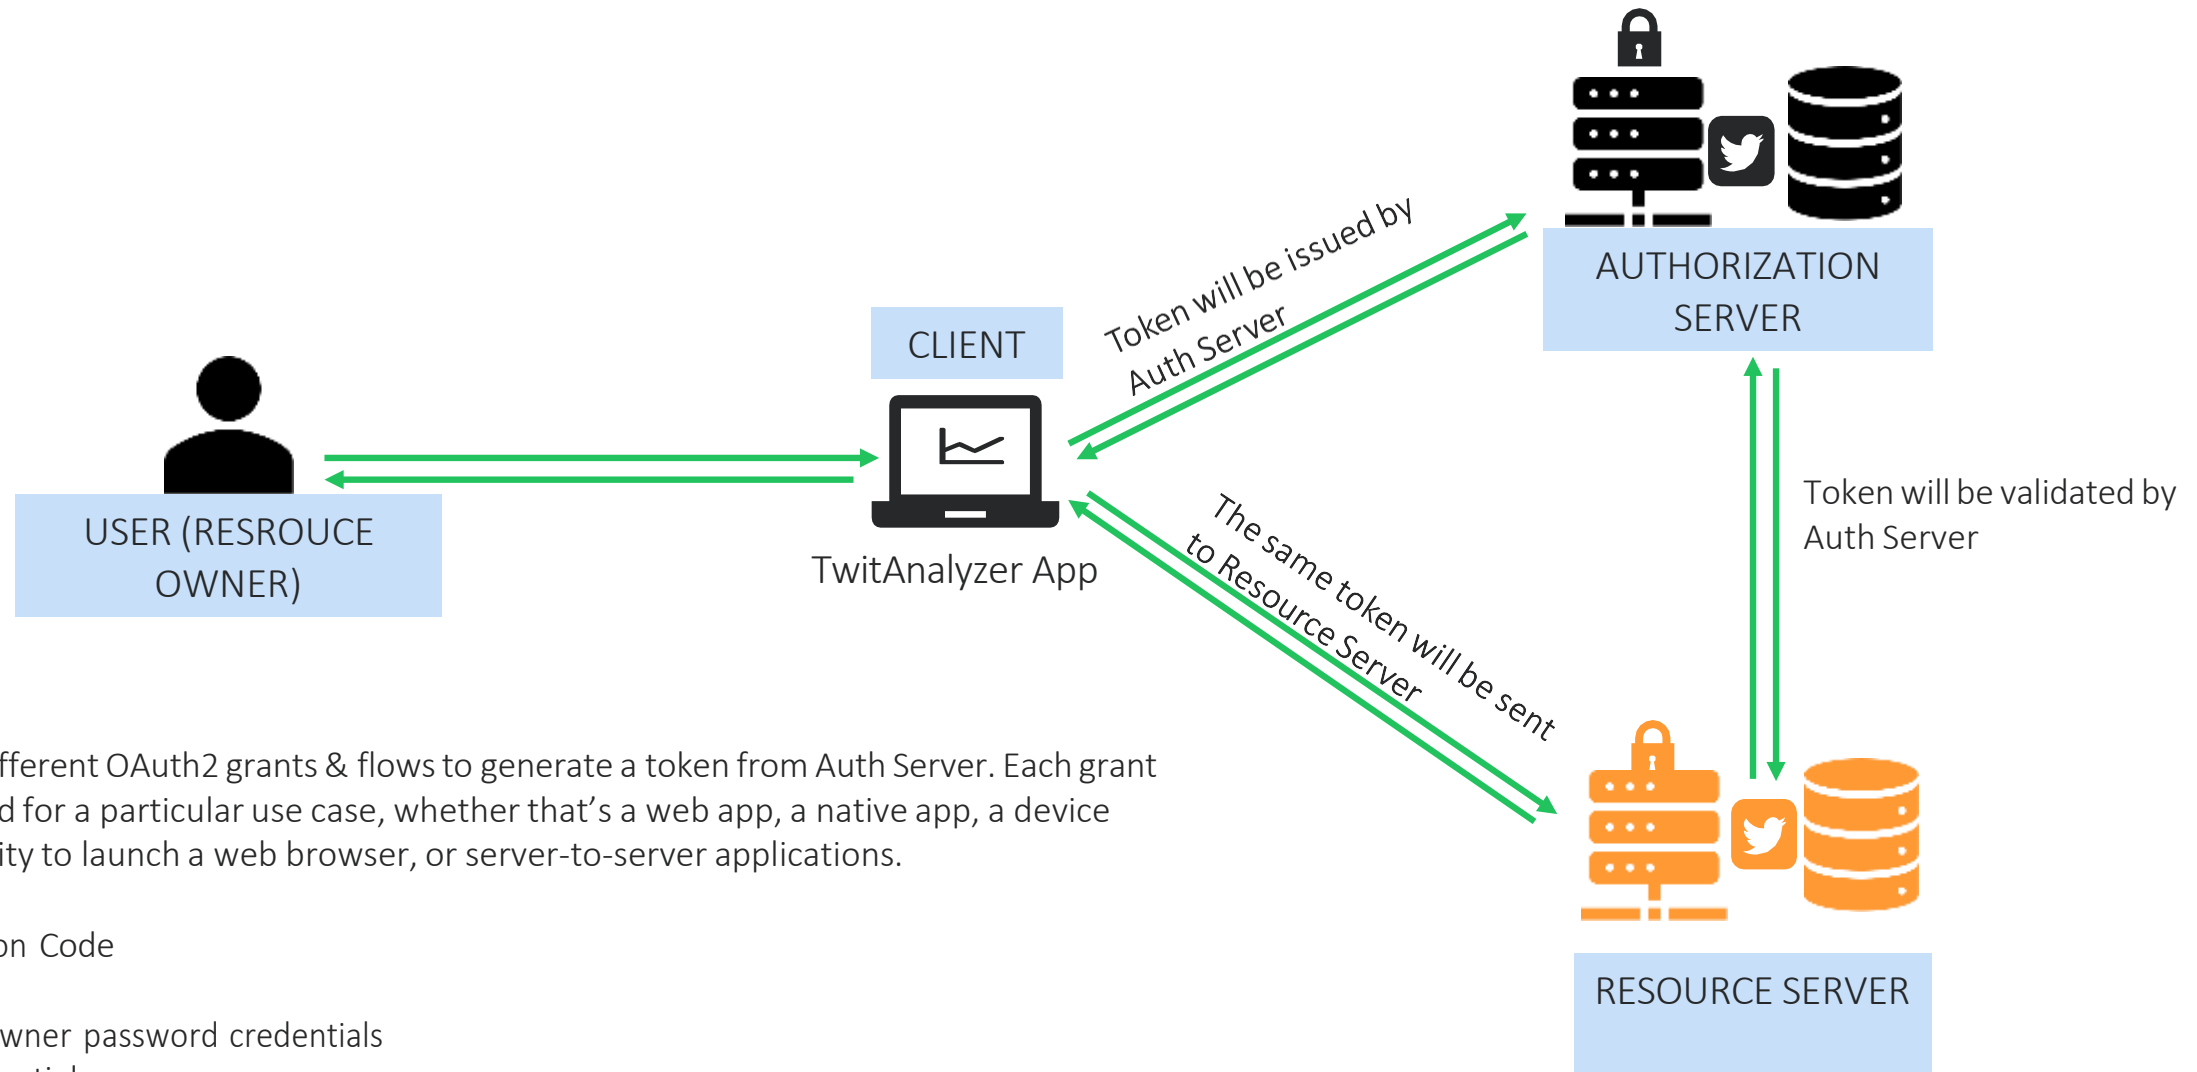 AUTHORIZATION
SERVER
Token will be issued by
Auth Server
CLIENT
TwitAnalyzer App
USER (RESROUCE
OWNER)
Token will be validated by
Auth Server
The same token will be sent
to Resource Server
fferent OAuth2 grants & flows to generate a token from Auth Server. Each grant
d for a particular use case, whether that’s a web app, a native app, a device
ity to launch a web browser, or server-to-server applications.
on Code
wner password credentials
RESOURCE SERVER